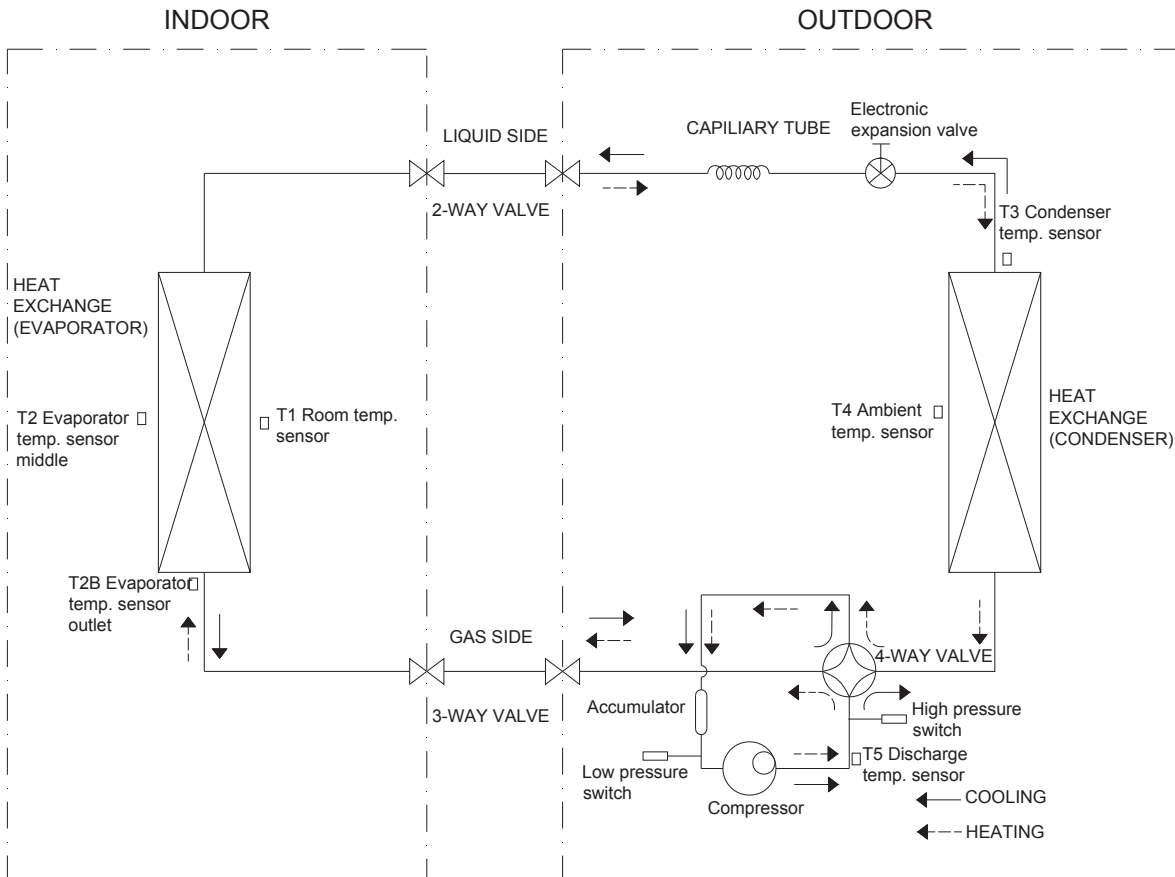 INDOOR
OUTDOOR
LIQUID SIDE
2-WAY VALVE
CAPILIARY TUBE
Electronic
expansion valve
T3 Condenser
temp. sensor
HEAT
EXCHANGE
(EVAPORATOR)
T2 Evaporator
temp. sensor
middle
T1 Room temp.
sensor
T4 Ambient
temp. sensor
HEAT
EXCHANGE
(CONDENSER)
T2B Evaporator
temp. sensor
outlet
GAS SIDE
3-WAY VALVE
4-WAY VALVE
Accumulator
High pressure
switch
Low pressure
switch
Compressor
T5 Discharge
temp. sensor
COOLING
HEATING